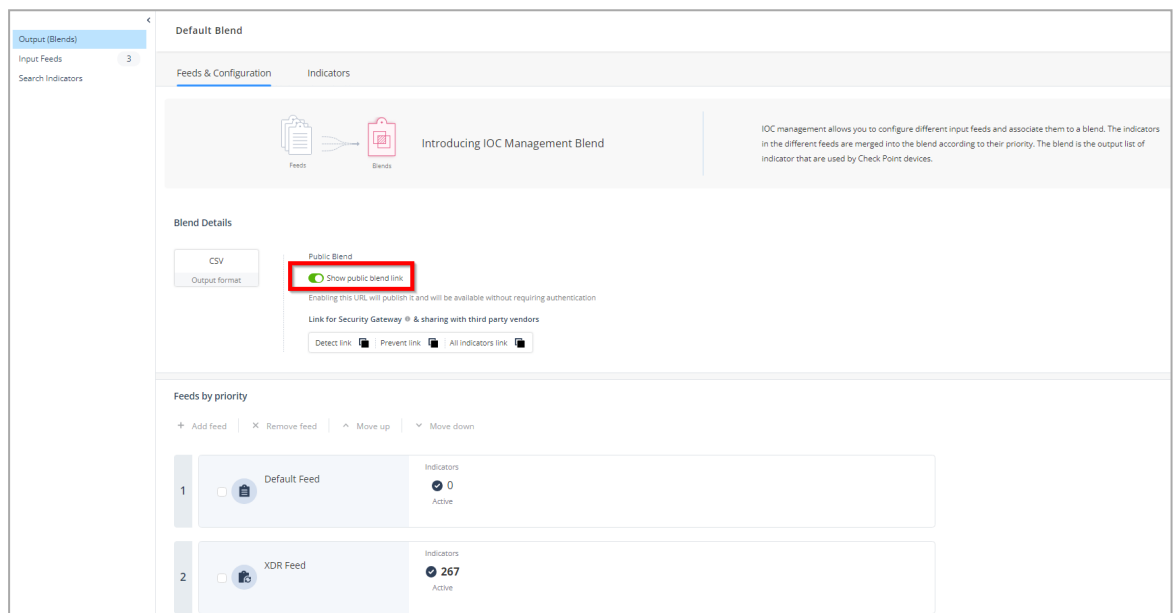 Output (Blends)
Input Feeds 3
Search Indicators
Default Blend
Feeds & Configuration Indicators
Feeds
Blends
Introducing IOC Management Blend
IOC management allows you to configure different input feeds and associate them to a blend. The indicators
in the different feeds are merged into the blend according to their priority. The blend is the output list of
indicator that are used by Check Point devices.
Blend Details
CSV
Output format
Public Blend
Show public blend link
Enabling this URL will publish it and will be available without requiring authentication
Link for Security Gateway & sharing with third party vendors
Detect link Prevent link All indicators link
Feeds by priority
Add feed Remove feed Move up Move down
1
Default Feed
Indicators
0
Active
2
XDR Feed
Indicators
267
Active